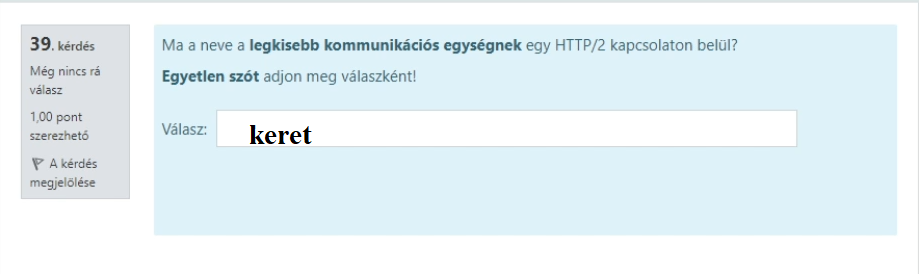 39. kérdés
Még nincs rá
válasz
1,00 pont
szerezhető
A kérdés
megjelölése
Ma a neve a legkisebb kommunikációs egységnek egy HTTP/2 kapcsolaton belül?
Egyetlen szót adjon meg válaszként!
Válasz: keret